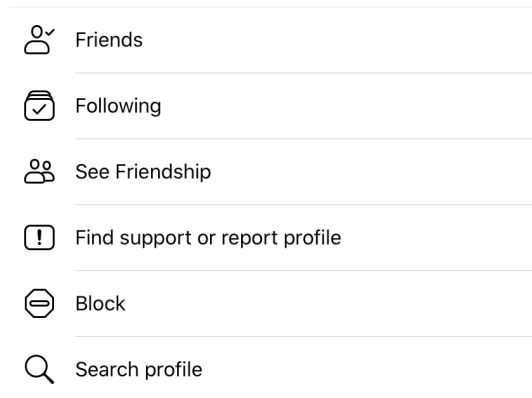 Friends
Following
See Friendship
Find support or report profile
Block
Search profile